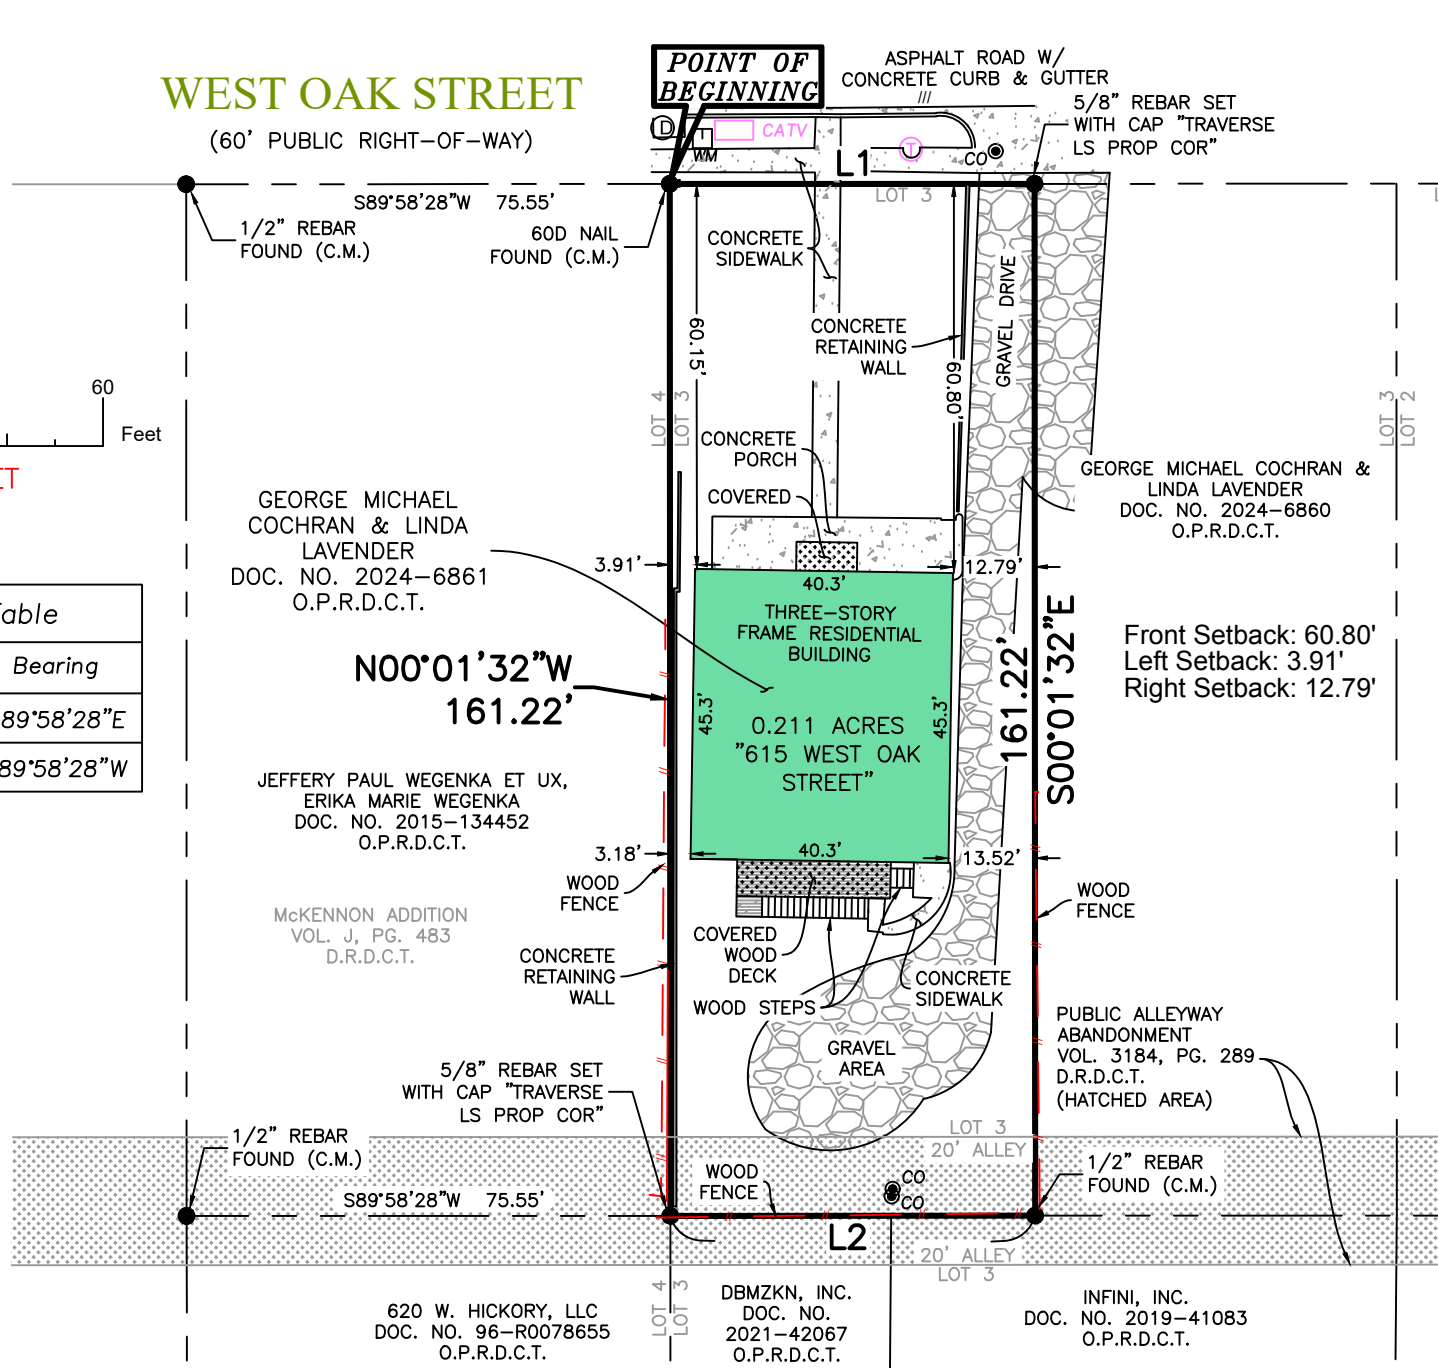 WEST OAK STREET
(60' PUBLIC RIGHT-OF-WAY)
POINT OF
BEGINNING
ASPHALT ROAD W/
CONCRETE CURB & GUTTER
5/8" REBAR SET
WITH CAP "TRAVERSE
LS PROP COR"
D
WM
CATV
T
CO
L1
LOT 3
S89°58'28"W 75.55'
1/2" REBAR
FOUND (C.M.)
60D NAIL
FOUND (C.M.)
CONCRETE
SIDEWALK
GRAVEL DRIVE
CONCRETE
RETAINING
WALL
60.15'
60.80'
60
Feet
LOT 4
LOT 3
LOT 3
LOT 2
CONCRETE
PORCH
COVERED
GEORGE MICHAEL COCHRAN &
LINDA LAVENDER
DOC. NO. 2024-6860
O.P.R.D.C.T.
GEORGE MICHAEL
COCHRAN & LINDA
LAVENDER
DOC. NO. 2024-6861
O.P.R.D.C.T.
3.91'
40.3'
12.79'
THREE-STORY
FRAME RESIDENTIAL
BUILDING
Bearing
89°58'28"E
89°58'28"W
N00°01'32"W
161.22'
161.22'
S00°01'32"E
Front Setback: 60.80'
Left Setback: 3.91'
Right Setback: 12.79'
45.3'
45.3'
0.211 ACRES
"615 WEST OAK
STREET"
JEFFERY PAUL WEGENKA ET UX,
ERIKA MARIE WEGENKA
DOC. NO. 2015-134452
O.P.R.D.C.T.
3.18'
40.3'
13.52'
WOOD
FENCE
WOOD
FENCE
McKENNON ADDITION
VOL. J, PG. 483
D.R.D.C.T.
COVERED
WOOD
DECK
CONCRETE
RETAINING
WALL
CONCRETE
SIDEWALK
WOOD STEPS
GRAVEL
AREA
PUBLIC ALLEYWAY
ABANDONMENT
VOL. 3184, PG. 289
D.R.D.C.T.
(HATCHED AREA)
5/8" REBAR SET
WITH CAP "TRAVERSE
LS PROP COR"
LOT 3
20' ALLEY
1/2" REBAR
FOUND (C.M.)
WOOD
FENCE
CO
CO
1/2" REBAR
FOUND (C.M.)
S89°58'28"W 75.55'
L2
20' ALLEY
LOT 3
LOT 4
LOT 3
620 W. HICKORY, LLC
DOC. NO. 96-R0078655
O.P.R.D.C.T.
DBMZKN, INC.
DOC. NO.
2021-42067
O.P.R.D.C.T.
INFINI, INC.
DOC. NO. 2019-41083
O.P.R.D.C.T.